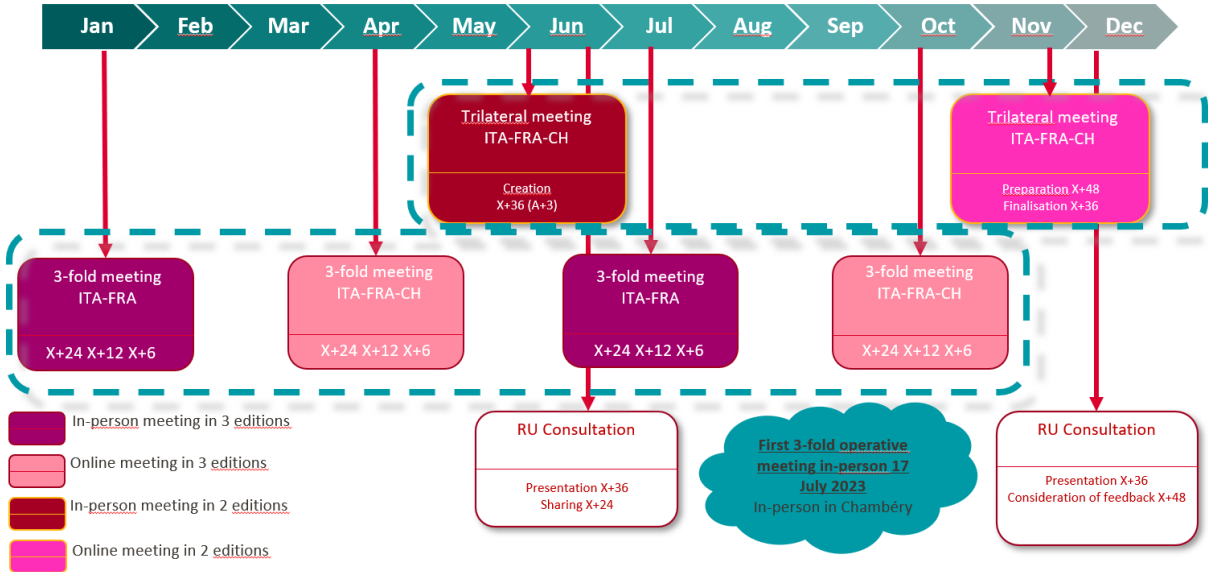 Jan Feb Mar Apr May Jun Jul Aug Sep Oct Nov Dec
Trilateral meeting
ITA-FRA-CH
Creation
X+36 (A+3)
Trilateral meeting
ITA-FRA-CH
Preparation X+48
Finalisation X+36
3-fold meeting
ITA-FRA
X+24 X+12 X+6
3-fold meeting
ITA-FRA-CH
X+24 X+12 X+6
3-fold meeting
ITA-FRA
X+24 X+12 X+6
3-fold meeting
ITA-FRA-CH
X+24 X+12 X+6
In-person meeting in 3 editions
Online meeting in 3 editions
In-person meeting in 2 editions
Online meeting in 2 editions
RU Consultation
Presentation X+36
Sharing X+24
First 3-fold operative
meeting in-person 17
July 2023
In-person in Chambéry
RU Consultation
Presentation X+36
Consideration of feedback X+48